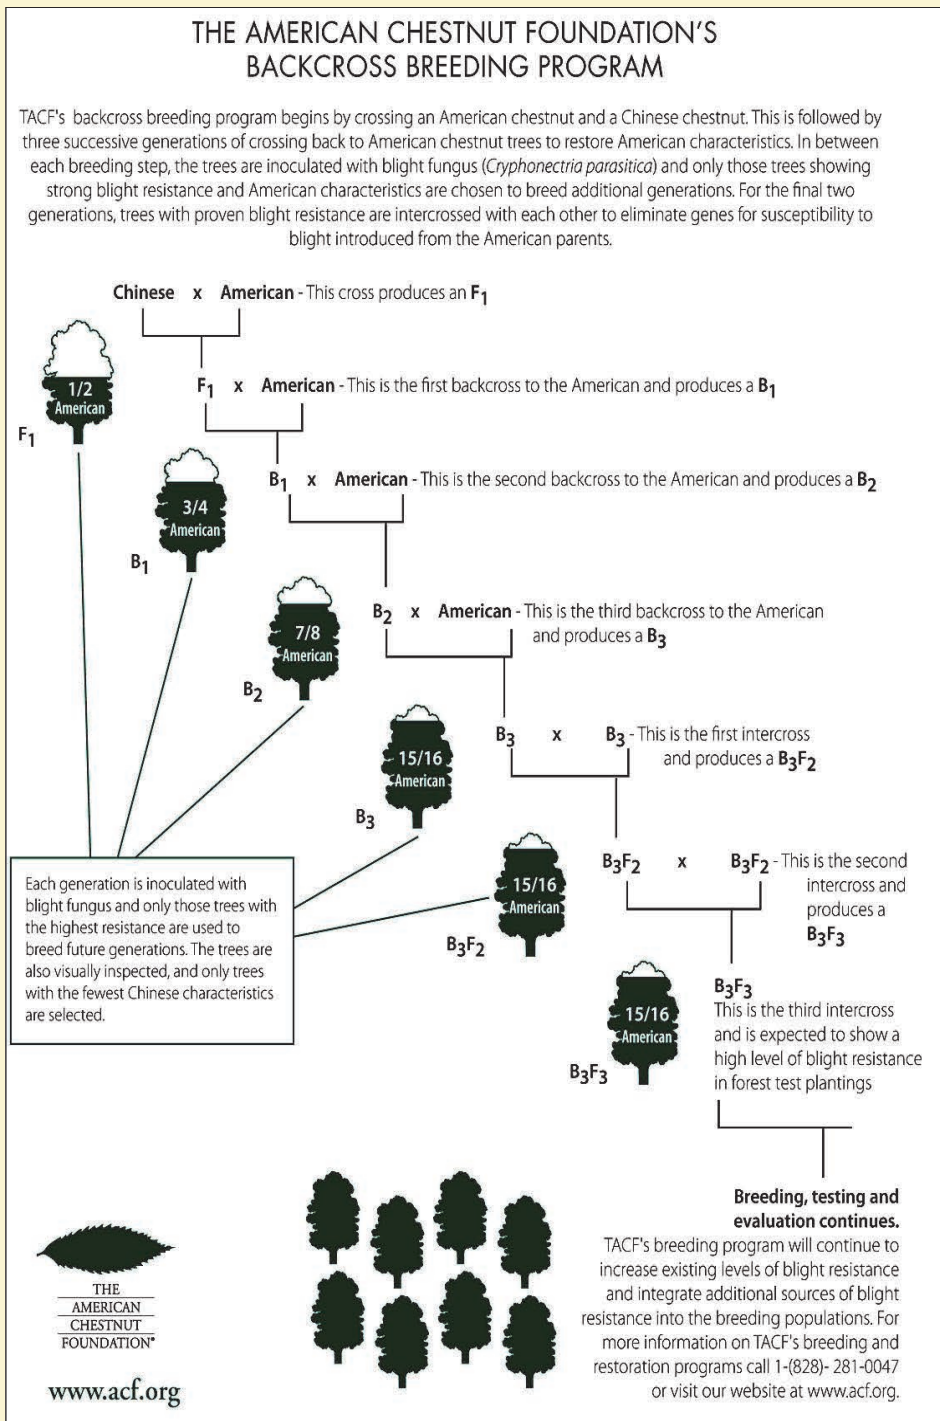 THE AMERICAN CHESTNUT FOUNDATION'S
BACKCROSS BREEDING PROGRAM
TACF's backcross breeding program begins by crossing an American chestnut and a Chinese chestnut. This is followed by
three successive generations of crossing back to American chestnut trees to restore American characteristics. In between
each breeding step, the trees are inoculated with blight fungus (Cryphonectria parasitica) and only those trees showing
strong blight resistance and American characteristics are chosen to breed additional generations. For the final two
generations, trees with proven blight resistance are intercrossed with each other to eliminate genes for susceptibility to
blight introduced from the American parents.
Chinese x American - This cross produces an F1
1/2
American
F1
F1 x American - This is the first backcross to the American and produces a B1
3/4
American
B1
B1 x American - This is the second backcross to the American and produces a B2
7/8
American
B2
B2 x American - This is the third backcross to the American
and produces a B3
15/16
American
B3
B3 x B3 - This is the first intercross
and produces a B3F2
15/16
American
B3F2
B3F2 x B3F2 - This is the second
intercross and
produces a
B3F3
Each generation is inoculated with
blight fungus and only those trees with
the highest resistance are used to
breed future generations. The trees are
also visually inspected, and only trees
with the fewest Chinese characteristics
are selected.
15/16
American
B3F3
B3F3
This is the third intercross
and is expected to show a
high level of blight resistance
in forest test plantings
Breeding, testing and
evaluation continues.
TACF's breeding program will continue to
increase existing levels of blight resistance
and integrate additional sources of blight
resistance into the breeding populations. For
more information on TACF's breeding and
restoration programs call 1-(828)- 281-0047
or visit our website at www.acf.org.
THE
AMERICAN
CHESTNUT
FOUNDATION®
www.acf.org